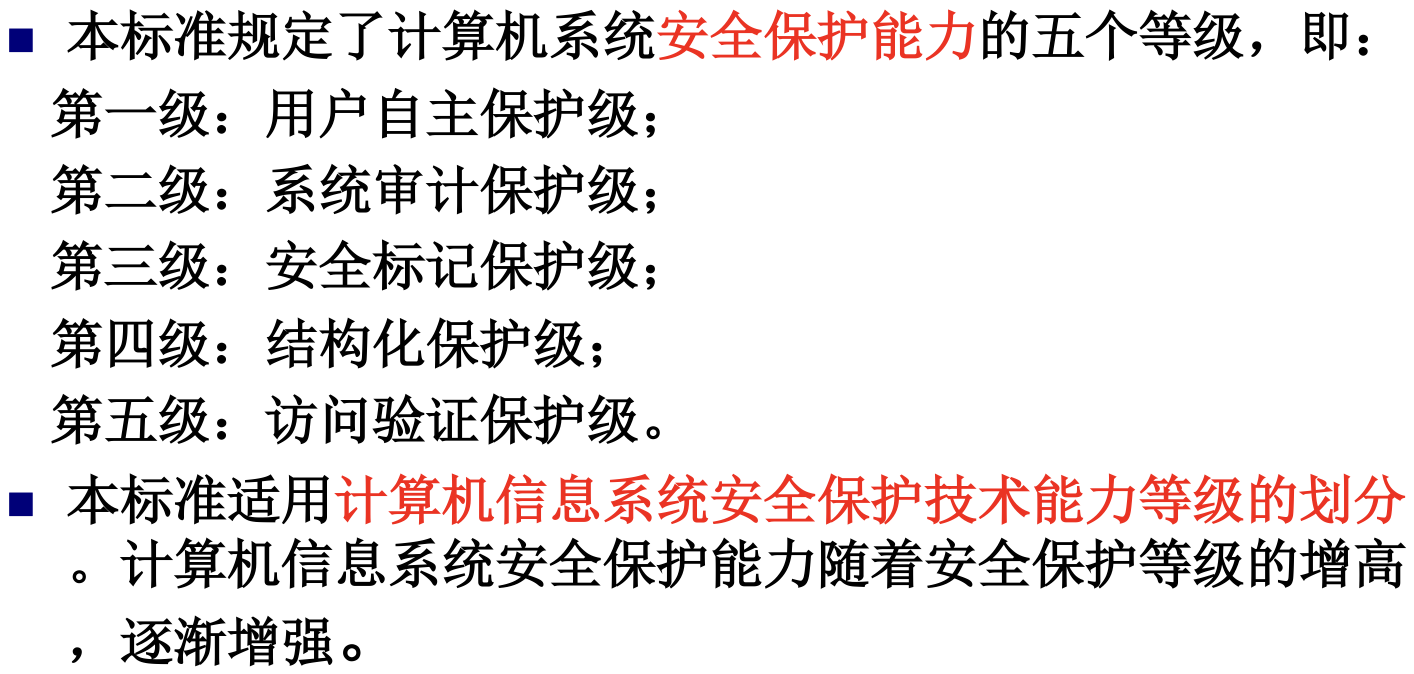 ■ 本标准规定了计算机系统安全保护能力的五个等级，即：
第一级：用户自主保护级；
第二级：系统审计保护级；
第三级：安全标记保护级；
第四级：结构化保护级；
第五级：访问验证保护级。
■ 本标准适用计算机信息系统安全保护技术能力等级的划分
。计算机信息系统安全保护能力随着安全保护等级的增高
，逐渐增强。